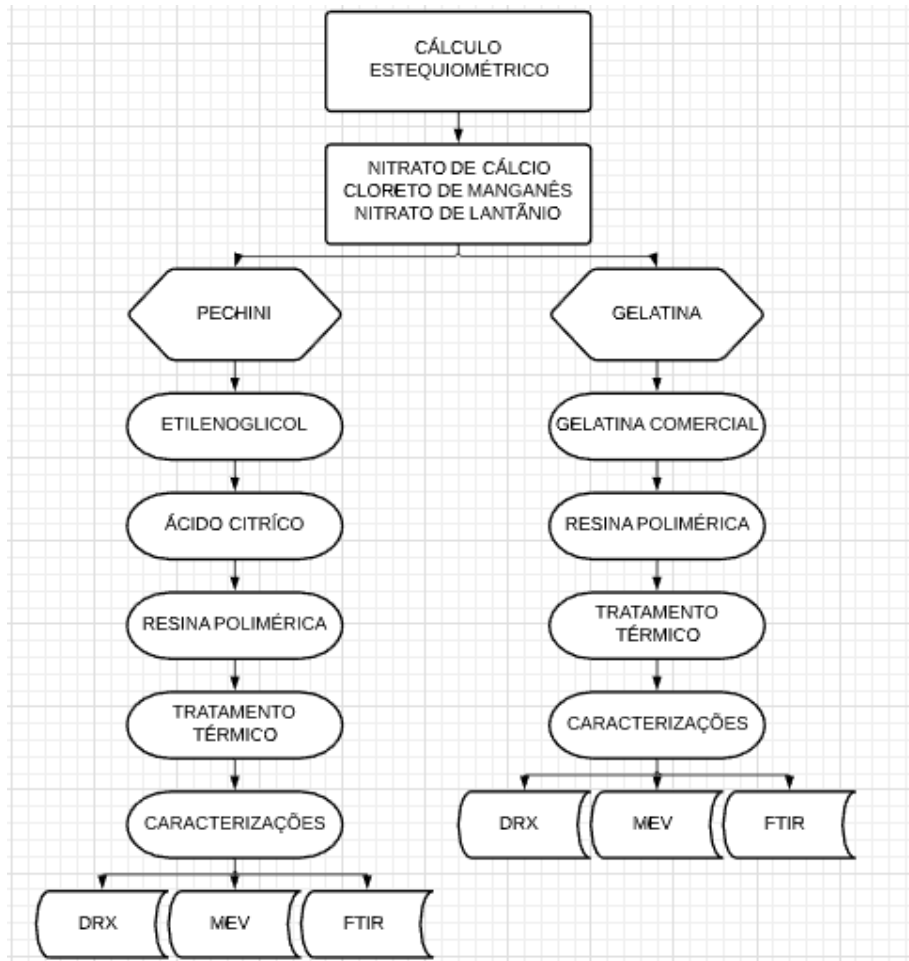 CÁLCULO
ESTEQUIOMÉTRICO
NITRATO DE CÁLCIO
CLORETO DE MANGANÊS
NITRATO DE LANTÃNIO
PECHINI
GELATINA
ETILENOGLICOL
GELATINA COMERCIAL
ÁCIDO CITRÍCO
RESINA POLIMÉRICA
RESINA POLIMÉRICA
TRATAMENTO
TÉRMICO
TRATAMENTO
TÉRMICO
CARACTERIZAÇÕES
CARACTERIZAÇÕES
DRX
MEV
FTIR
DRX
MEV
FTIR